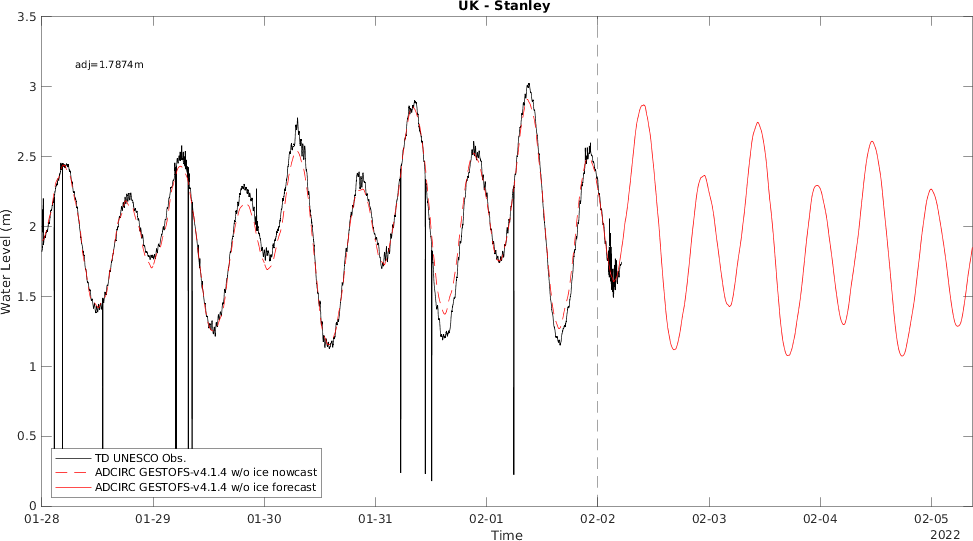 UK - Stanley
adj=1.7874m
Water Level (m)
3.5
3
2.5
2
1.5
1
0.5
0
TD UNESCO Obs.
ADCIRC GESTOFS-v4.1.4 w/o ice nowcast
ADCIRC GESTOFS-v4.1.4 w/o ice forecast
01-28 01-29 01-30 01-31 02-01 02-02 02-03 02-04 02-05
Time
2022